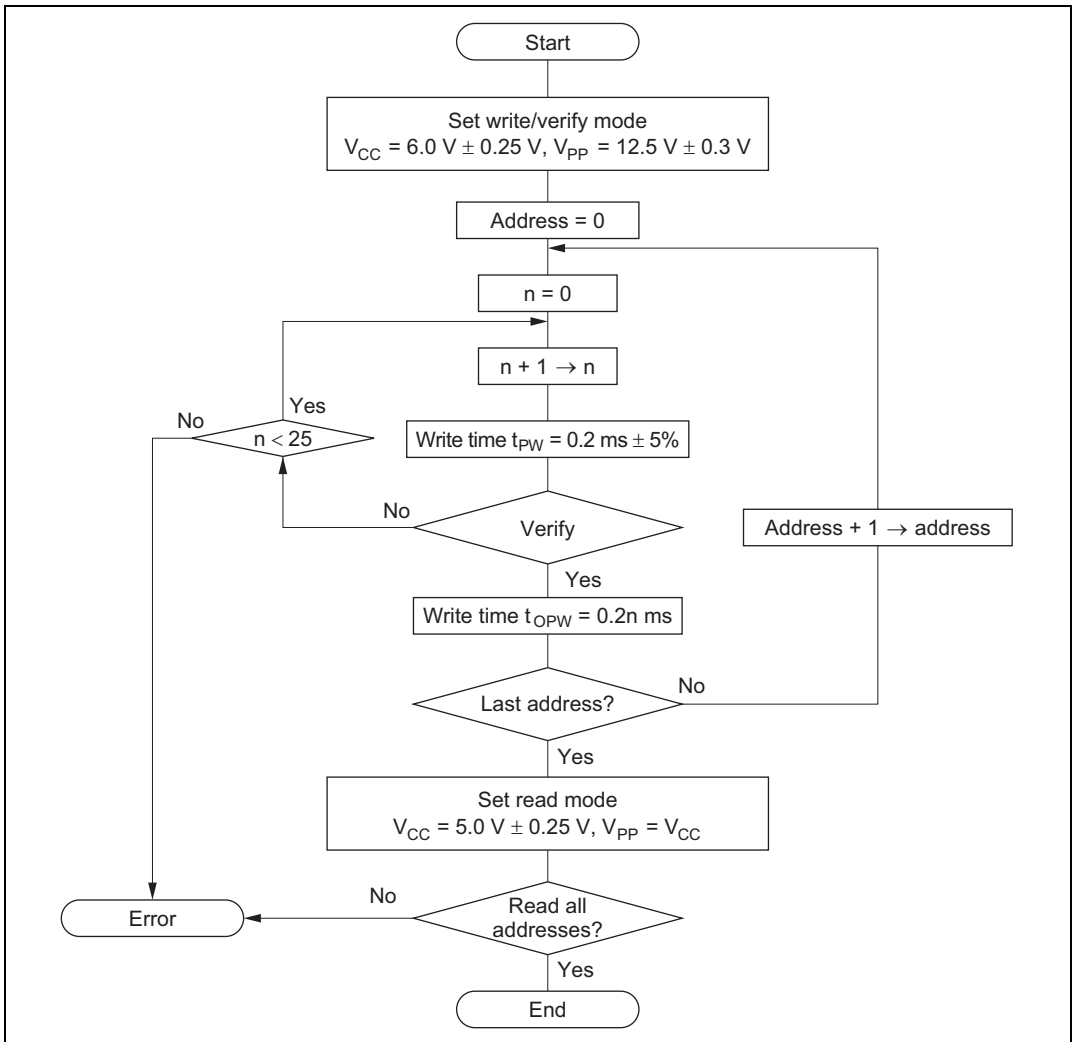 Start
Set write/verify mode
VCC = 6.0 V ± 0.25 V, VPP = 12.5 V ± 0.3 V
Address = 0
n = 0
n + 1 → n
No
Yes
n < 25
Write time tPW = 0.2 ms ± 5%
No
Verify
Address + 1 → address
Yes
Write time tOPW = 0.2n ms
Last address?
No
Yes
Set read mode
VCC = 5.0 V ± 0.25 V, VPP = VCC
No
Error
Read all
addresses?
Yes
End